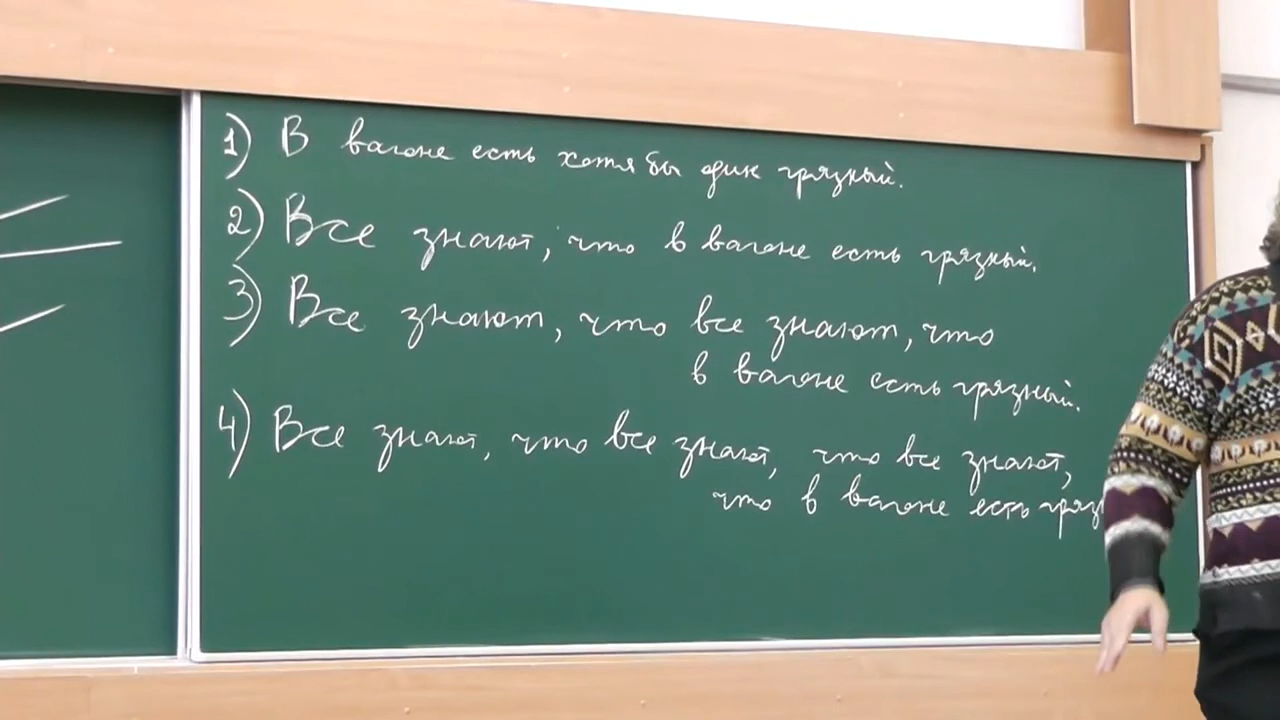 1) В вагоне есть хотя бы один грязный.
2) Все знают, что в вагоне есть грязный.
3) Все знают, что все знают, что
в вагоне есть грязный.
4) Все знают, что все знают, что все знают,
что в вагоне есть гряз